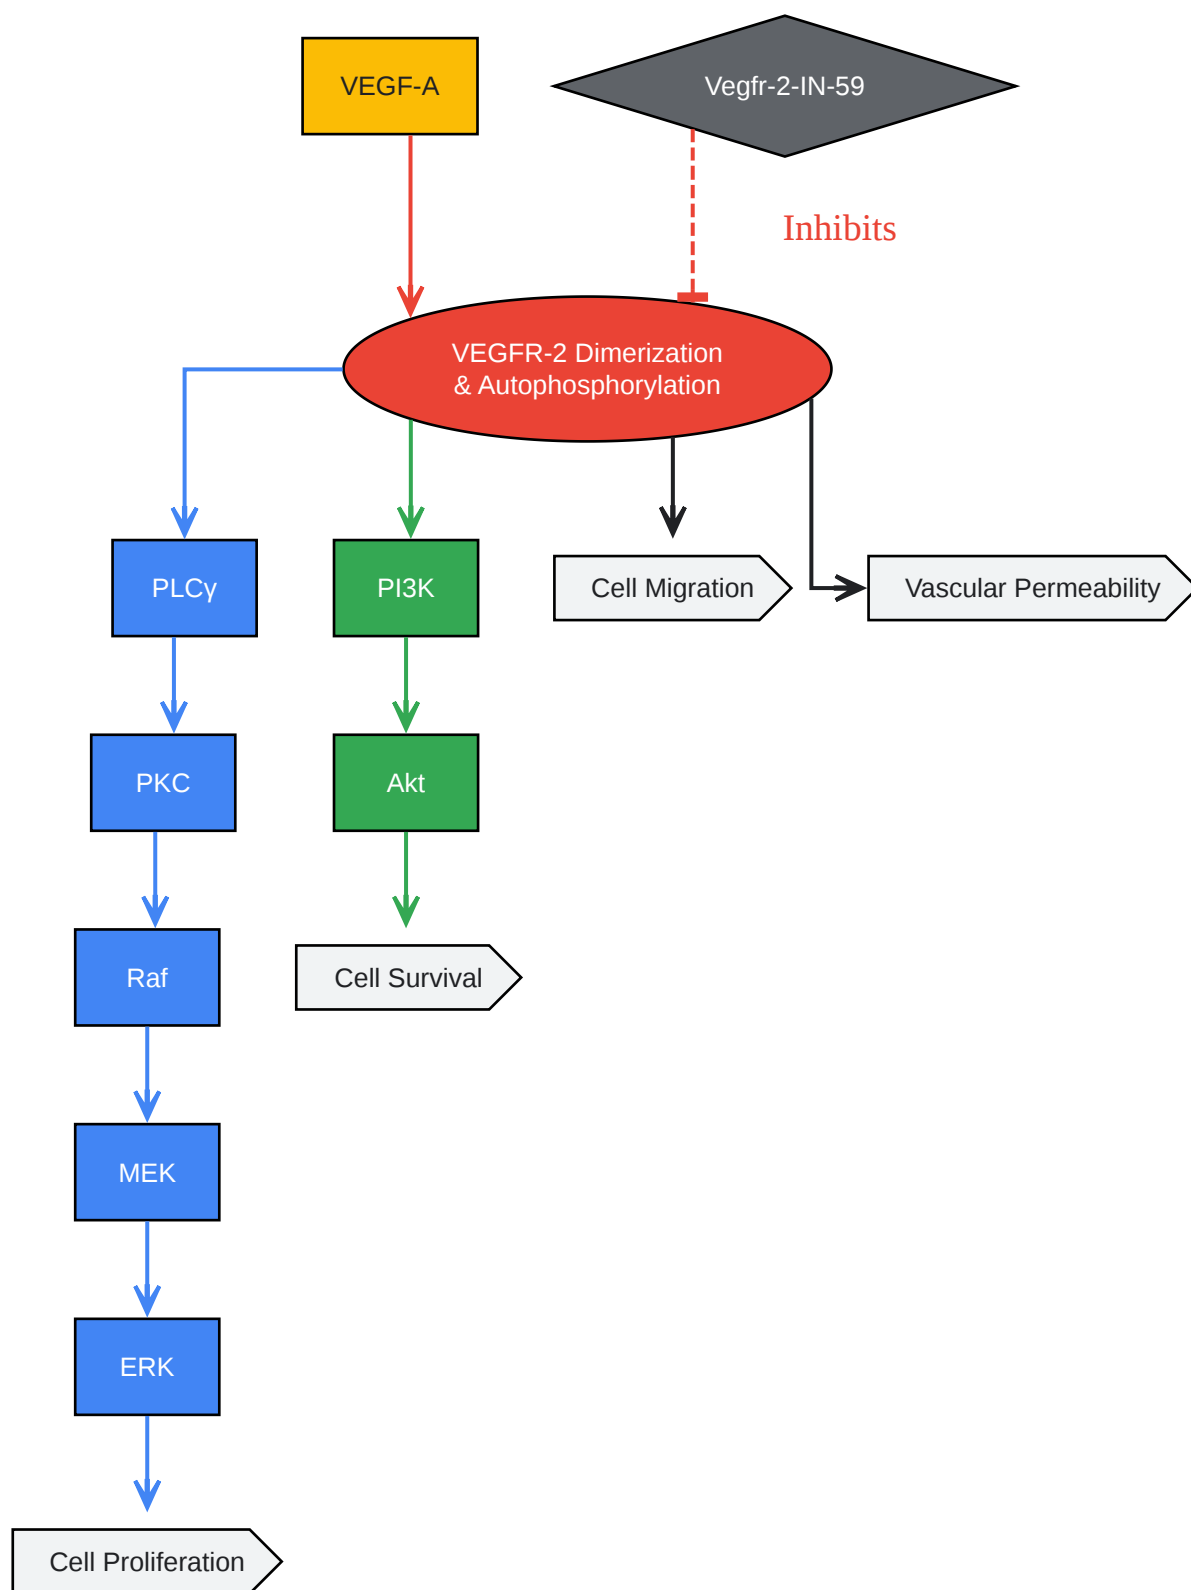 VEGF-A
Vegfr-2-IN-59
Inhibits
VEGFR-2 Dimerization
& Autophosphorylation
PLCγ
PI3K
Cell Migration
Vascular Permeability
PKC
Akt
Raf
Cell Survival
MEK
ERK
Cell Proliferation